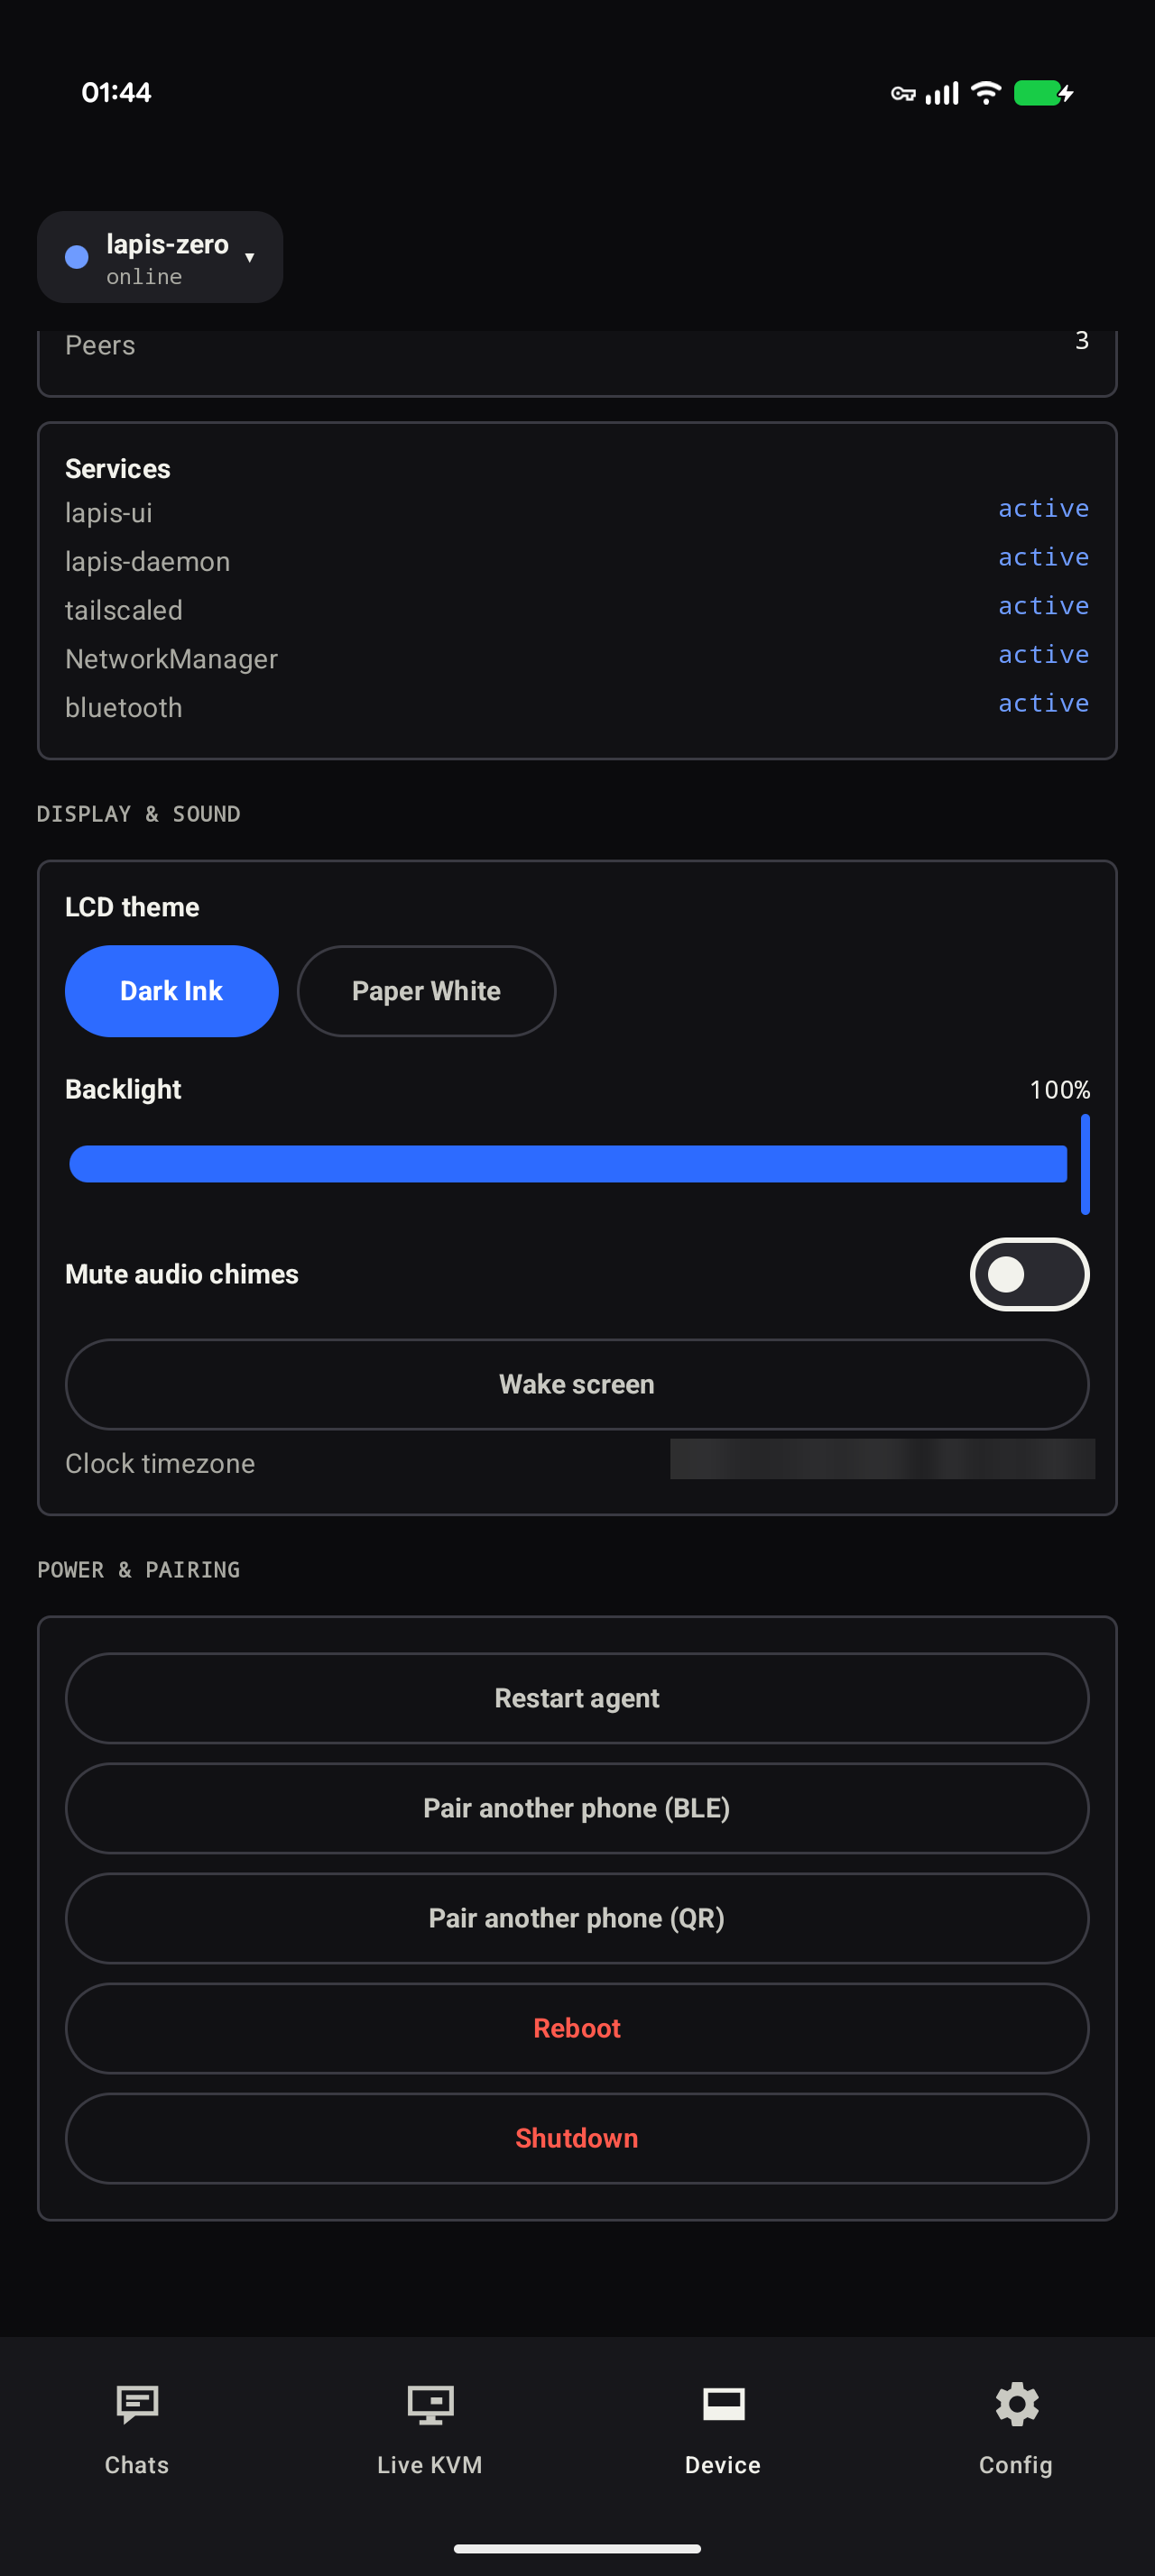 01:44
lapis-zero
online
Peers 3
Services
lapis-ui active
lapis-daemon active
tailscaled active
NetworkManager active
bluetooth active
DISPLAY & SOUND
LCD theme
Dark Ink Paper White
Backlight 100%
Mute audio chimes
Wake screen
Clock timezone
POWER & PAIRING
Restart agent
Pair another phone (BLE)
Pair another phone (QR)
Reboot
Shutdown
Chats Live KVM Device Config